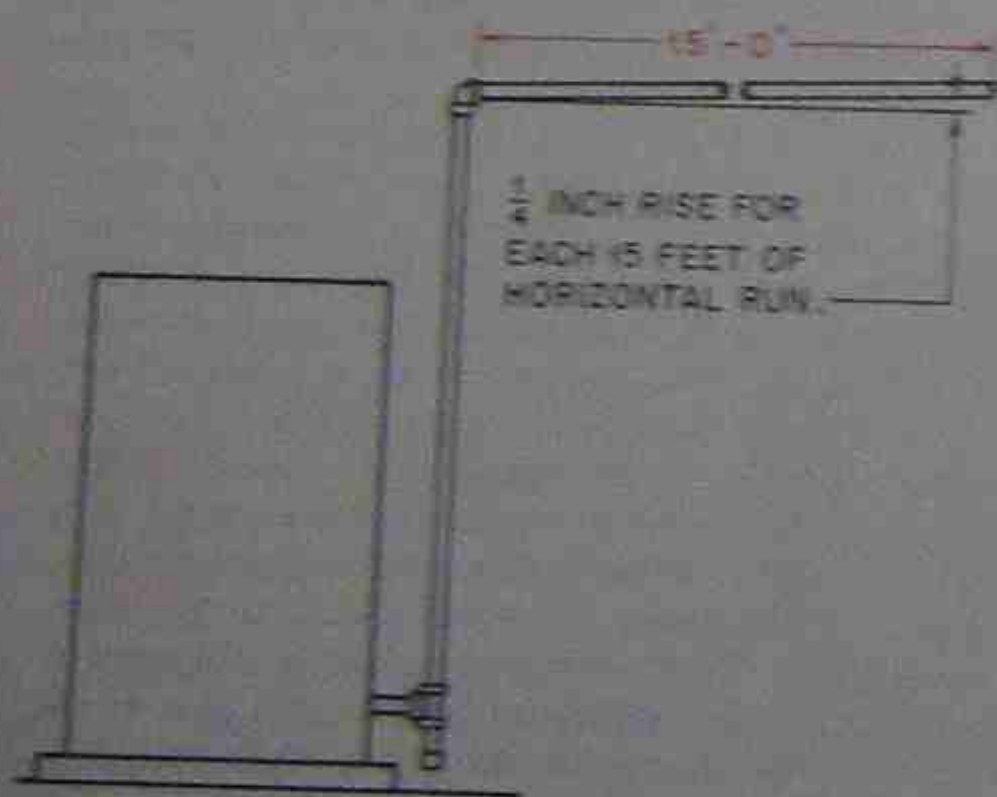 15'-0"
1/4 INCH RISE FOR
EACH 15 FEET OF
HORIZONTAL RUN.